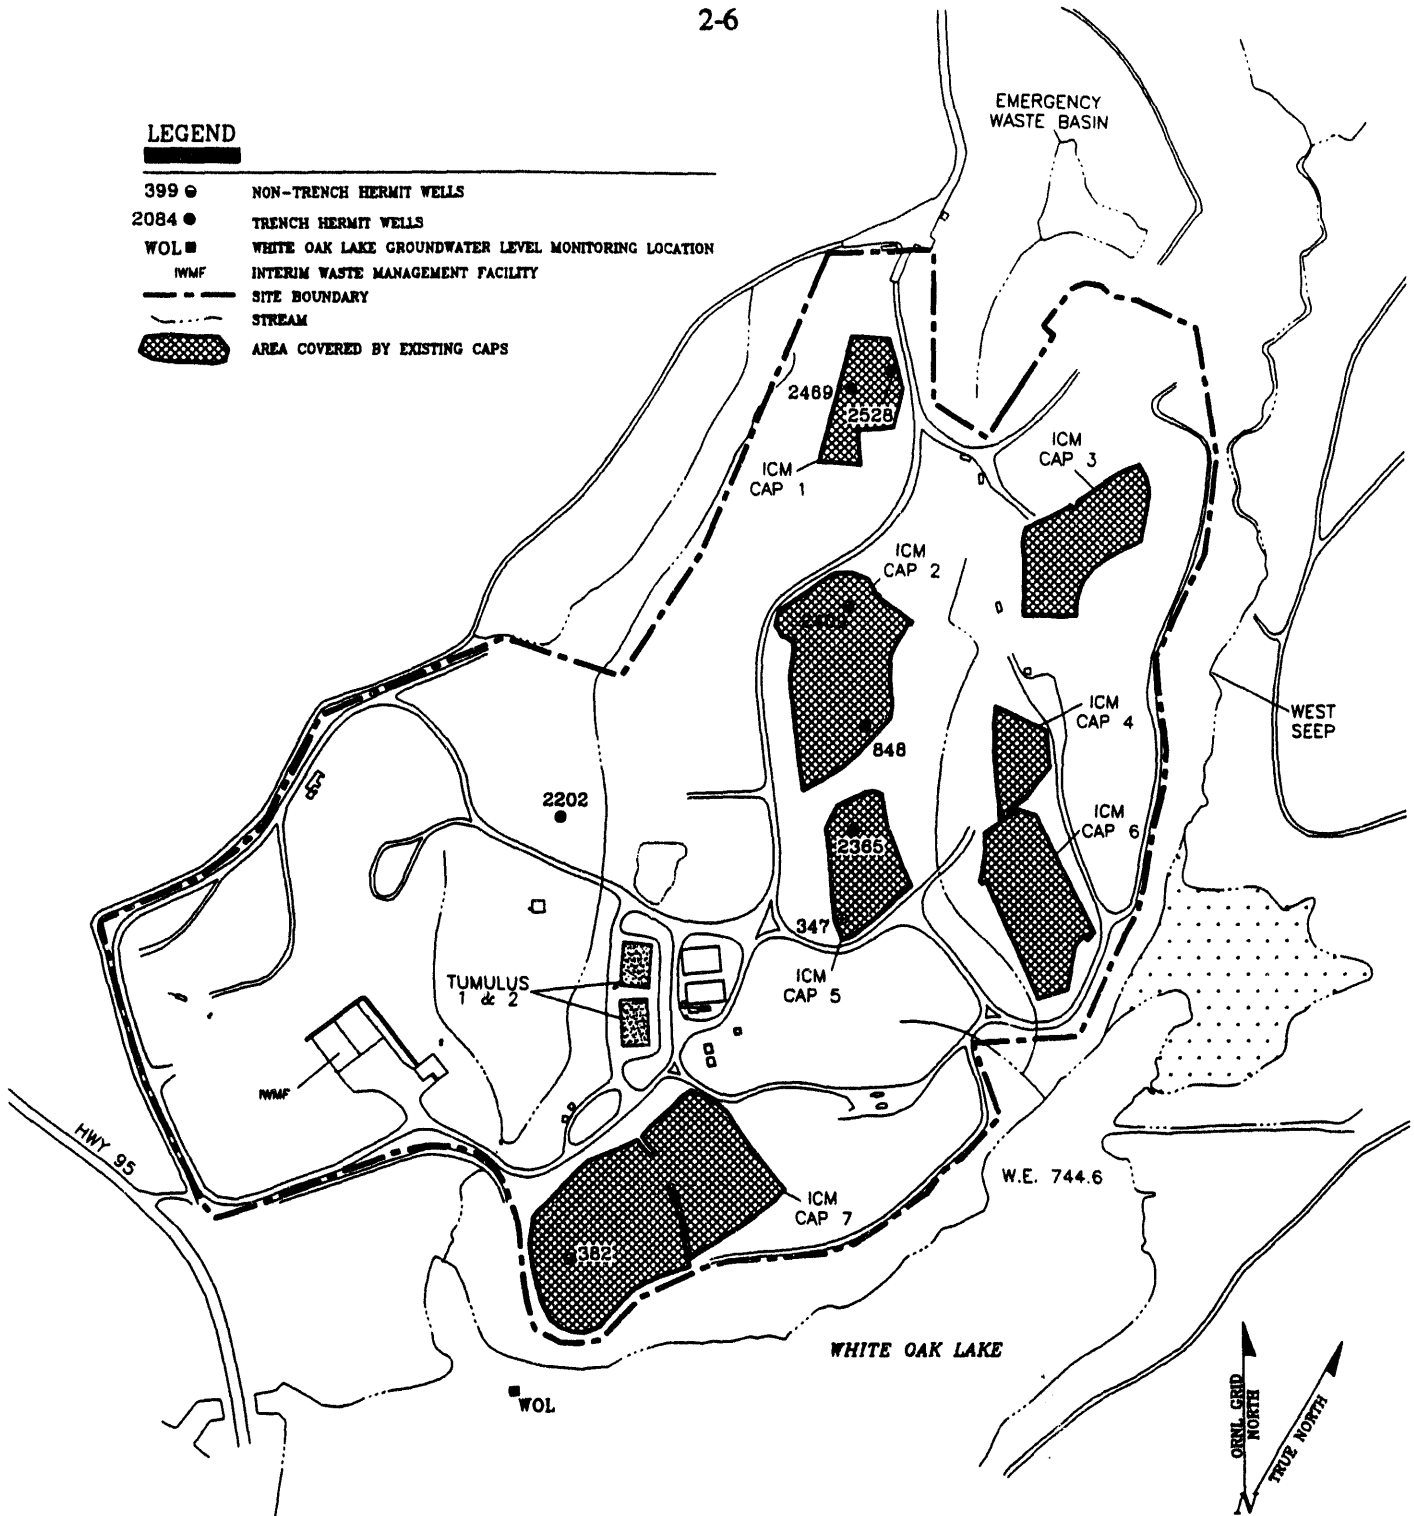 2-6
LEGEND
399 NON-TRENCH HERMIT WELLS
2084 TRENCH HERMIT WELLS
WOL WHITE OAK LAKE GROUNDWATER LEVEL MONITORING LOCATION
IWMF INTERIM WASTE MANAGEMENT FACILITY
SITE BOUNDARY
STREAM
AREA COVERED BY EXISTING CAPS
EMERGENCY
WASTE BASIN
2469
2528
ICM
CAP 1
ICM
CAP 3
ICM
CAP 2
ICM
CAP 4
WEST
SEEP
848
2202
ICM
CAP 6
2365
347
ICM
CAP 5
TUMULUS
1 & 2
IWMF
HWY 95
W.E. 744.6
ICM
CAP 7
382
WHITE OAK LAKE
WOL
ORNL GRID
NORTH
TRUE NORTH
N